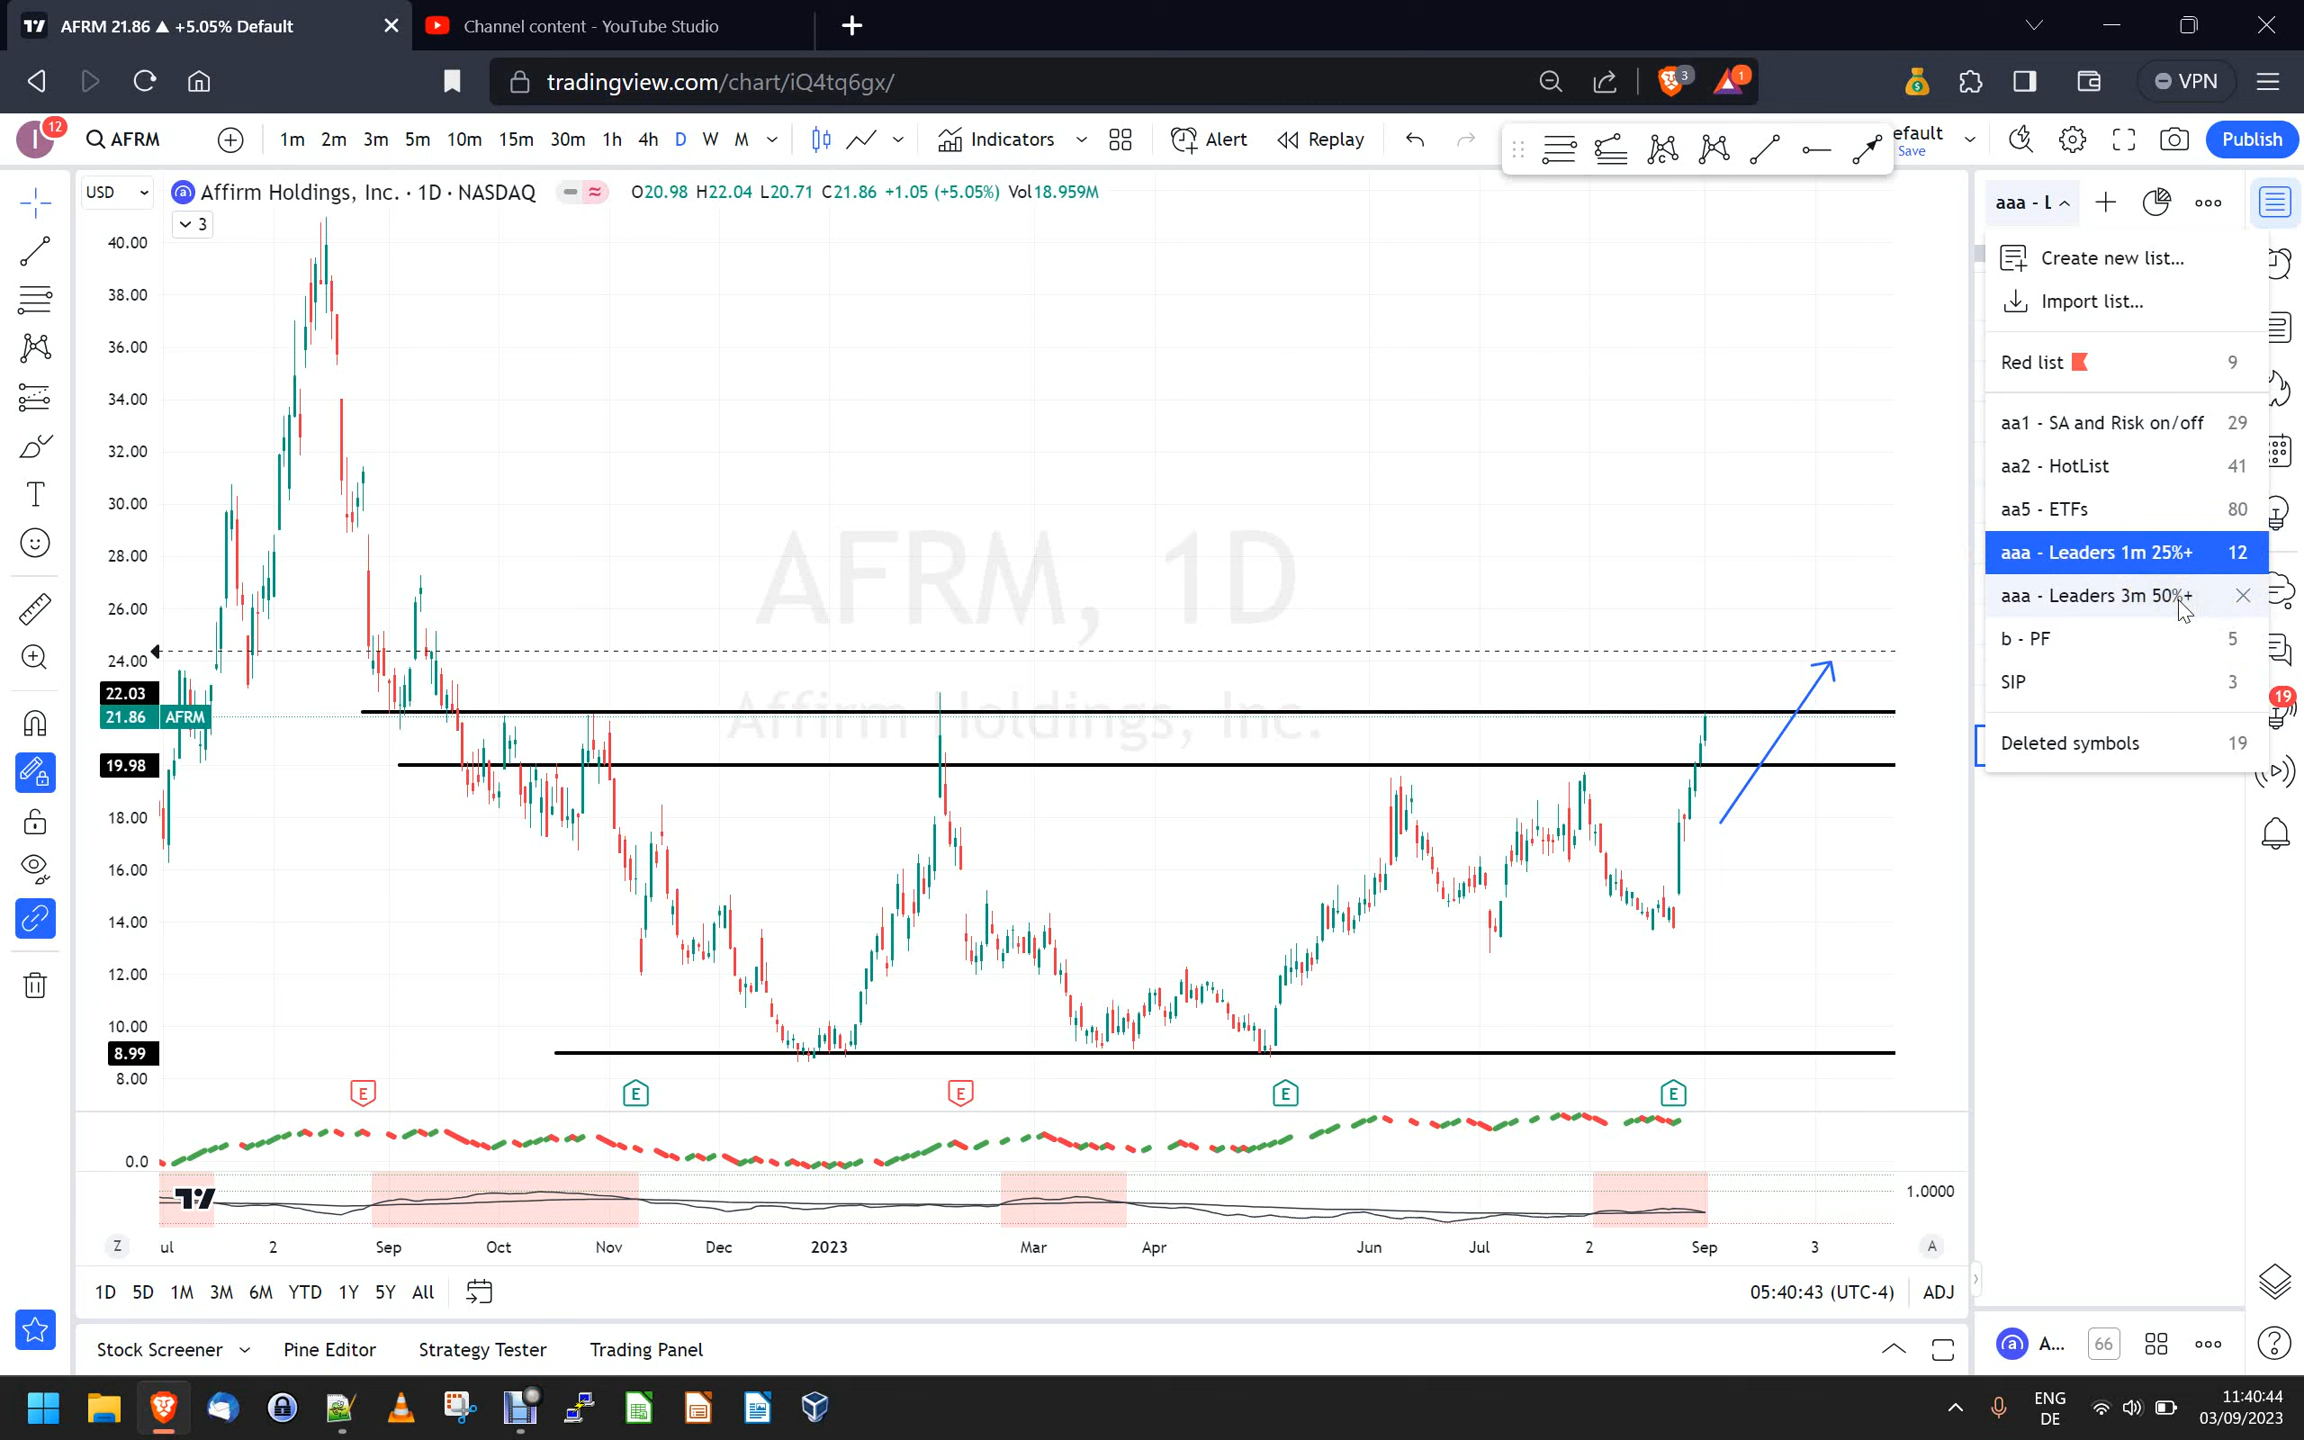 AFRM 21.86 ▲ +5.05% Default
Channel content - YouTube Studio
tradingview.com/chart/iQ4tq6gx/
3
1
VPN
I
12
AFRM
1m 2m 3m 5m 10m 15m 30m 1h 4h D W M
Indicators
Alert
Replay
efault
Save
Publish
USD
Affirm Holdings, Inc. · 1D · NASDAQ
O20.98 H22.04 L20.71 C21.86 +1.05 (+5.05%) Vol18.959M
3
40.00
38.00
36.00
34.00
32.00
30.00
28.00
26.00
24.00
22.03
21.86 AFRM
19.98
18.00
16.00
14.00
12.00
10.00
8.99
8.00
AFRM, 1D
Affirm Holdings, Inc.
E E E E E
0.0
1.0000
Z
ul 2 Sep Oct Nov Dec 2023 Mar Apr Jun Jul 2 Sep 3
A
1D 5D 1M 3M 6M YTD 1Y 5Y All
05:40:43 (UTC-4)
ADJ
Stock Screener
Pine Editor
Strategy Tester
Trading Panel
aaa - L
Create new list...
Import list...
Red list 9
aa1 - SA and Risk on/off 29
aa2 - HotList 41
aa5 - ETFs 80
aaa - Leaders 1m 25%+ 12
aaa - Leaders 3m 50%+
b - PF 5
SIP 3
Deleted symbols 19
19
A...
66
ENG
DE
11:40:44
03/09/2023